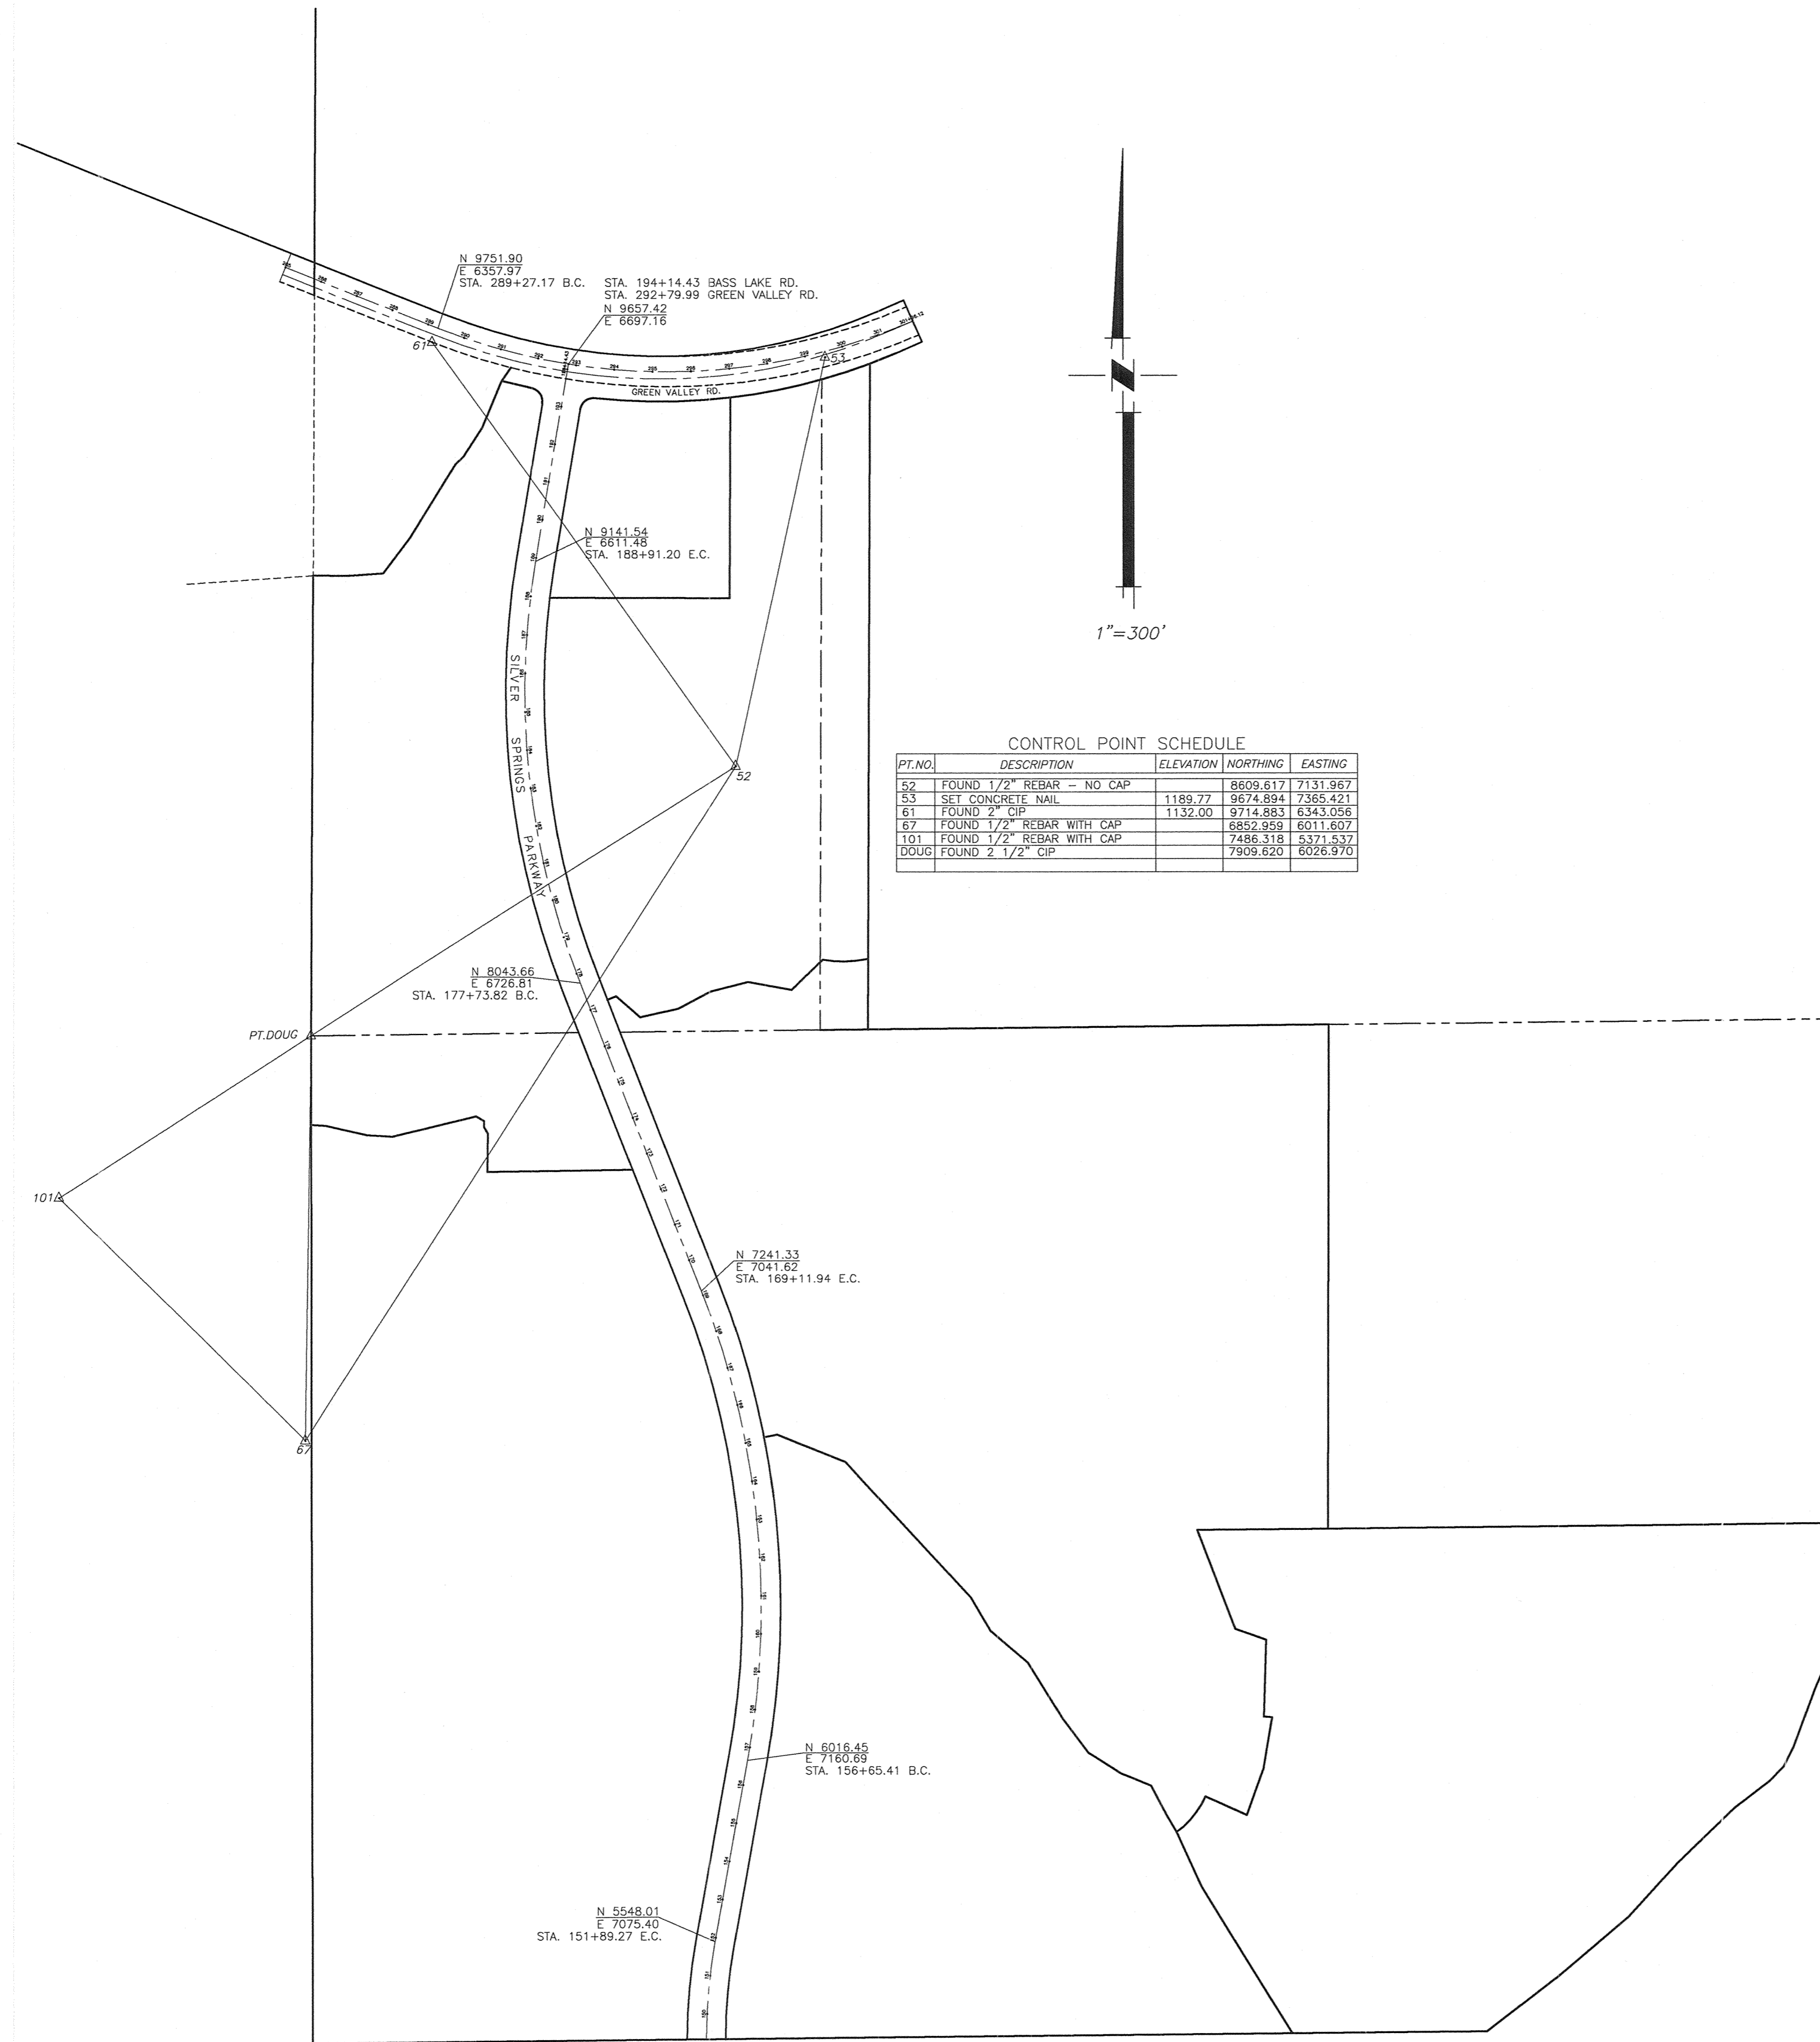 N 9751.90
E 6357.97
STA. 289+27.17 B.C.
STA. 194+14.43 BASS LAKE RD.
STA. 292+79.99 GREEN VALLEY RD.
N 9657.42
E 6697.16
61
53
GREEN VALLEY RD.
N 9141.54
E 6611.48
STA. 188+91.20 E.C.
1"=300'
SILVER SPRINGS PARKWAY
52
CONTROL POINT SCHEDULE
PT.NO. DESCRIPTION ELEVATION NORTHING EASTING
52 FOUND 1/2" REBAR – NO CAP 8609.617 7131.967
53 SET CONCRETE NAIL 1189.77 9674.894 7365.421
61 FOUND 2" CIP 1132.00 9714.883 6343.056
67 FOUND 1/2" REBAR WITH CAP 6852.959 6011.607
101 FOUND 1/2" REBAR WITH CAP 7486.318 5371.537
DOUG FOUND 2 1/2" CIP 7909.620 6026.970
N 8043.66
E 6726.81
STA. 177+73.82 B.C.
PT.DOUG
101
N 7241.33
E 7041.62
STA. 169+11.94 E.C.
67
N 6016.45
E 7160.69
STA. 156+65.41 B.C.
N 5548.01
E 7075.40
STA. 151+89.27 E.C.